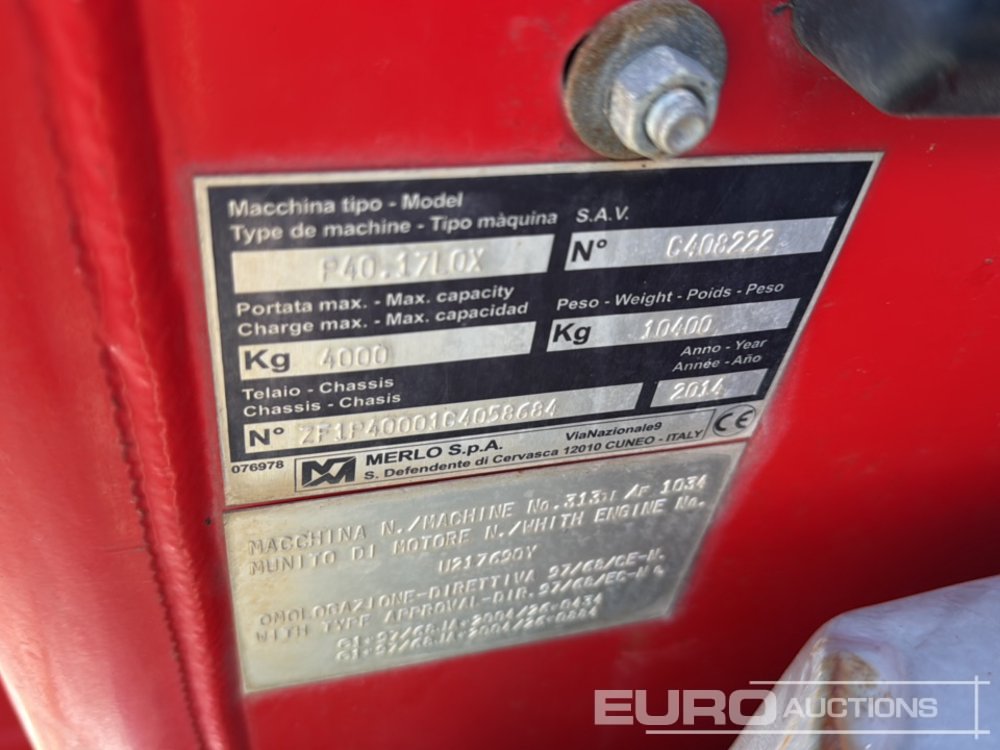 Macchina tipo - Model
Type de machine - Tipo màquina
P40.17LOX
S.A.V.
N° C408222
Portata max. - Max. capacity
Charge max. - Max. capacidad
Kg 4000
Peso - Weight - Poids - Peso
Kg 10400
Telaio - Chassis
Chassis - Chasis
N° ZF1P40001C4058684
Anno - Year
Année - Año
2014
076978
MERLO S.p.A.
ViaNazionale9
S. Defendente di Cervasca 12010 CUNEO - ITALY
CE
MACCHINA N./MACHINE No. 1034
MUNITO DI MOTORE N./WHITH ENGINE No.
U217690Y
OMOLOGAZIONE-DIRETTIVA 97/68/CE-N.
WITH TYPE APPROVAL-DIR.97/68/EC-N
EURO AUCTIONS